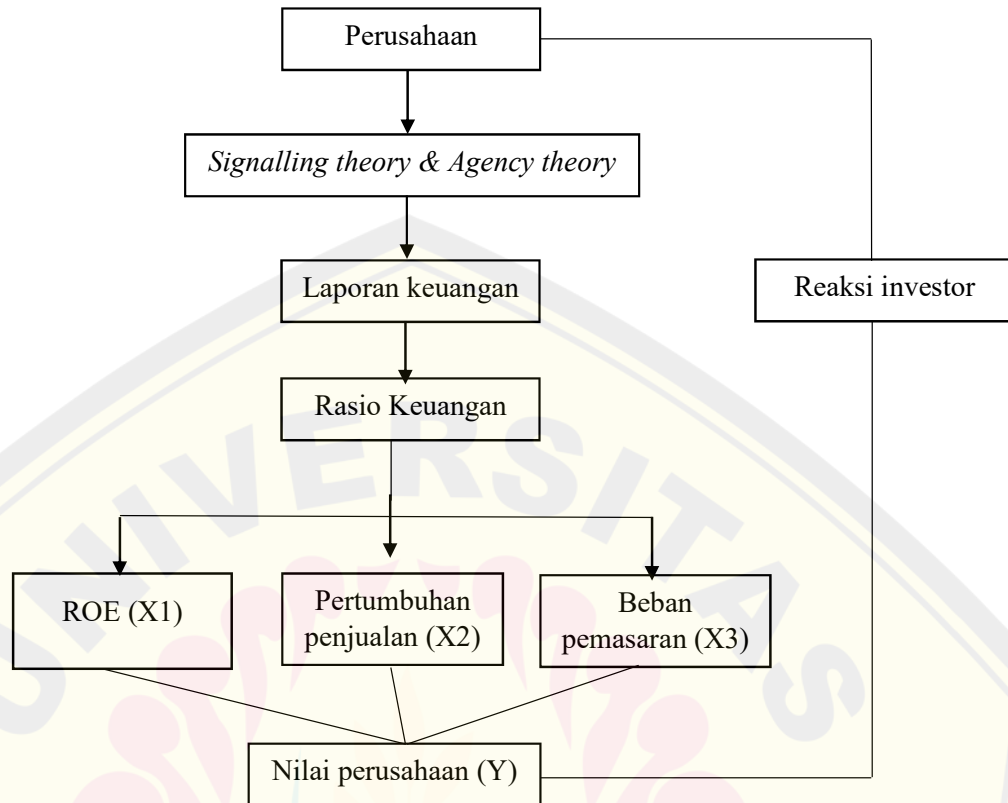 Perusahaan
Signalling theory & Agency theory
Laporan keuangan
Reaksi investor
Rasio Keuangan
UNIVERSITAS
ROE (X1)
Pertumbuhan
penjualan (X2)
Beban
pemasaran (X3)
Nilai perusahaan (Y)